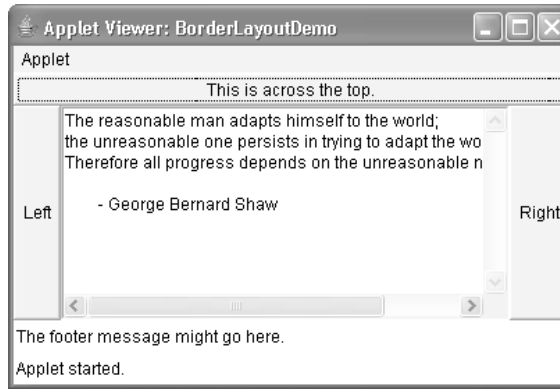 Applet Viewer: BorderLayoutDemo
Applet
This is across the top.
Left
The reasonable man adapts himself to the world;
the unreasonable one persists in trying to adapt the wo
Therefore all progress depends on the unreasonable n
- George Bernard Shaw
Right
The footer message might go here.
Applet started.